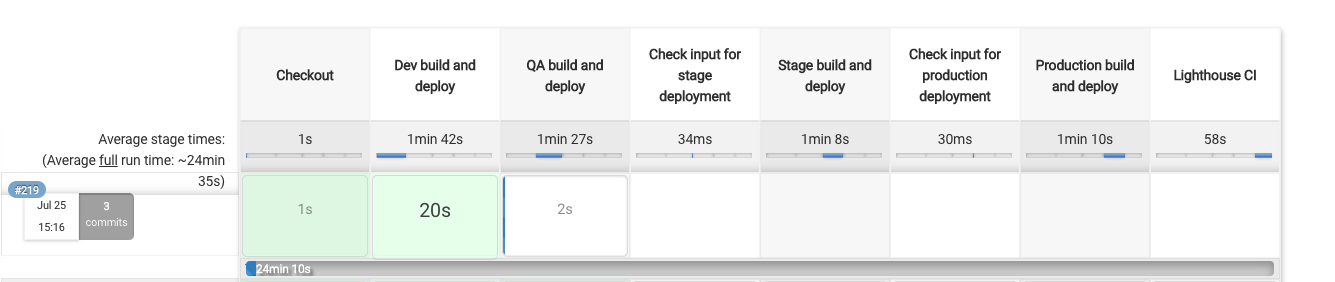 Checkout
Dev build and
deploy
QA build and
deploy
Check input for
stage
deployment
Stage build and
deploy
Check input for
production
deployment
Production build
and deploy
Lighthouse CI
Average stage times:
1s
1min 42s
1min 27s
34ms
1min 8s
30ms
1min 10s
58s
(Average full run time: ~24min
35s)
#219
Jul 25
15:16
3
commits
1s
20s
2s
24min 10s